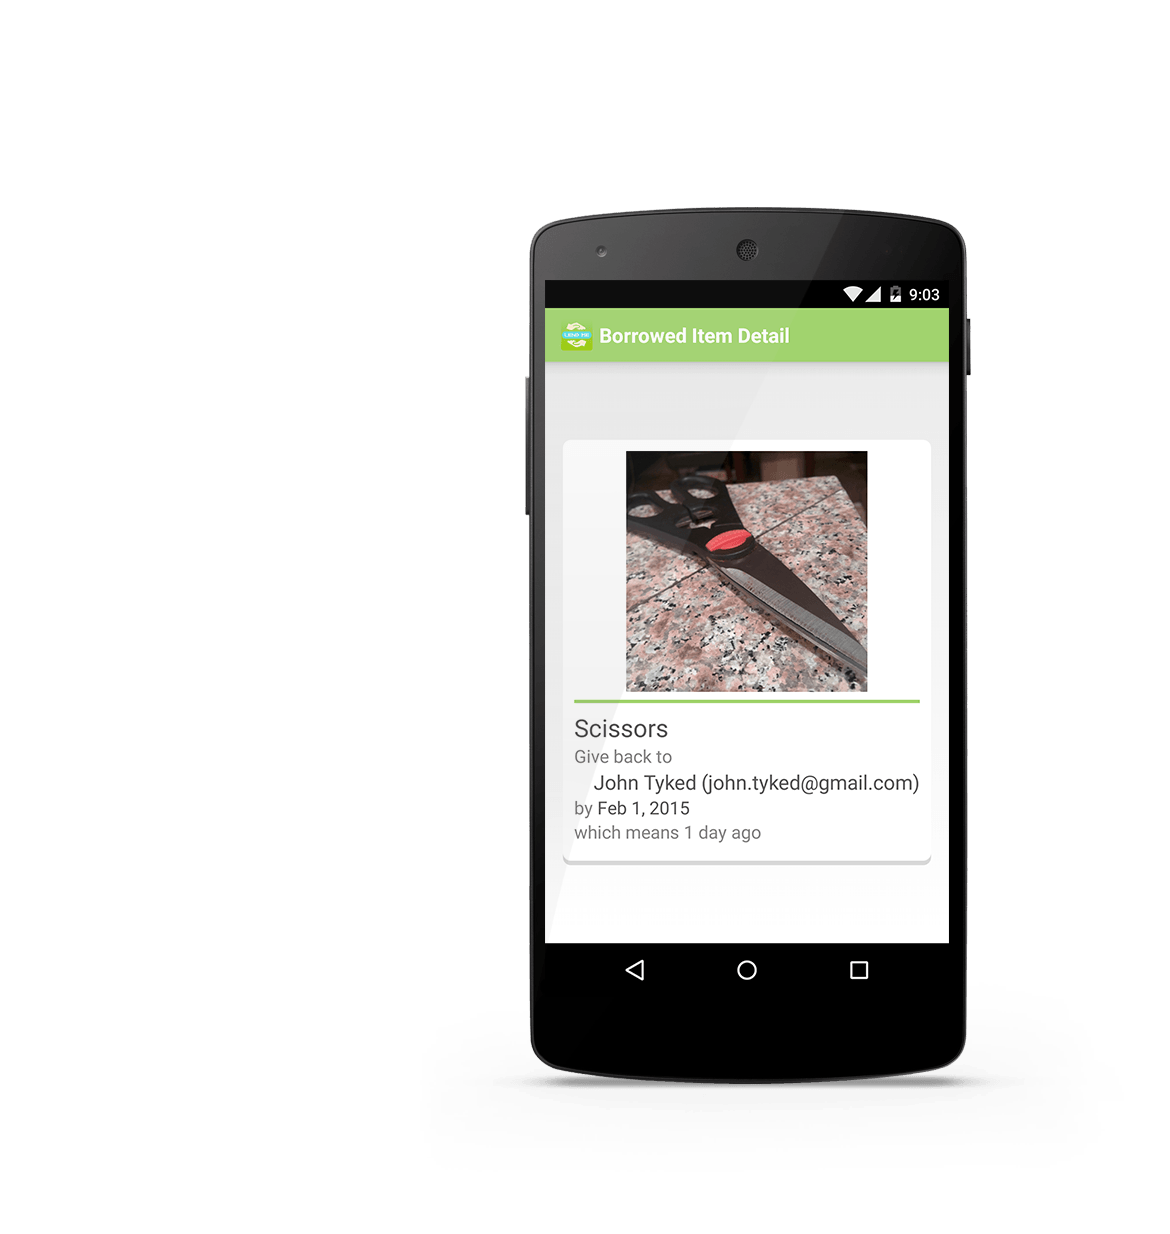 9:03
Borrowed Item Detail
Scissors
Give back to
John Tyked (john.tyked@gmail.com)
by Feb 1, 2015
which means 1 day ago